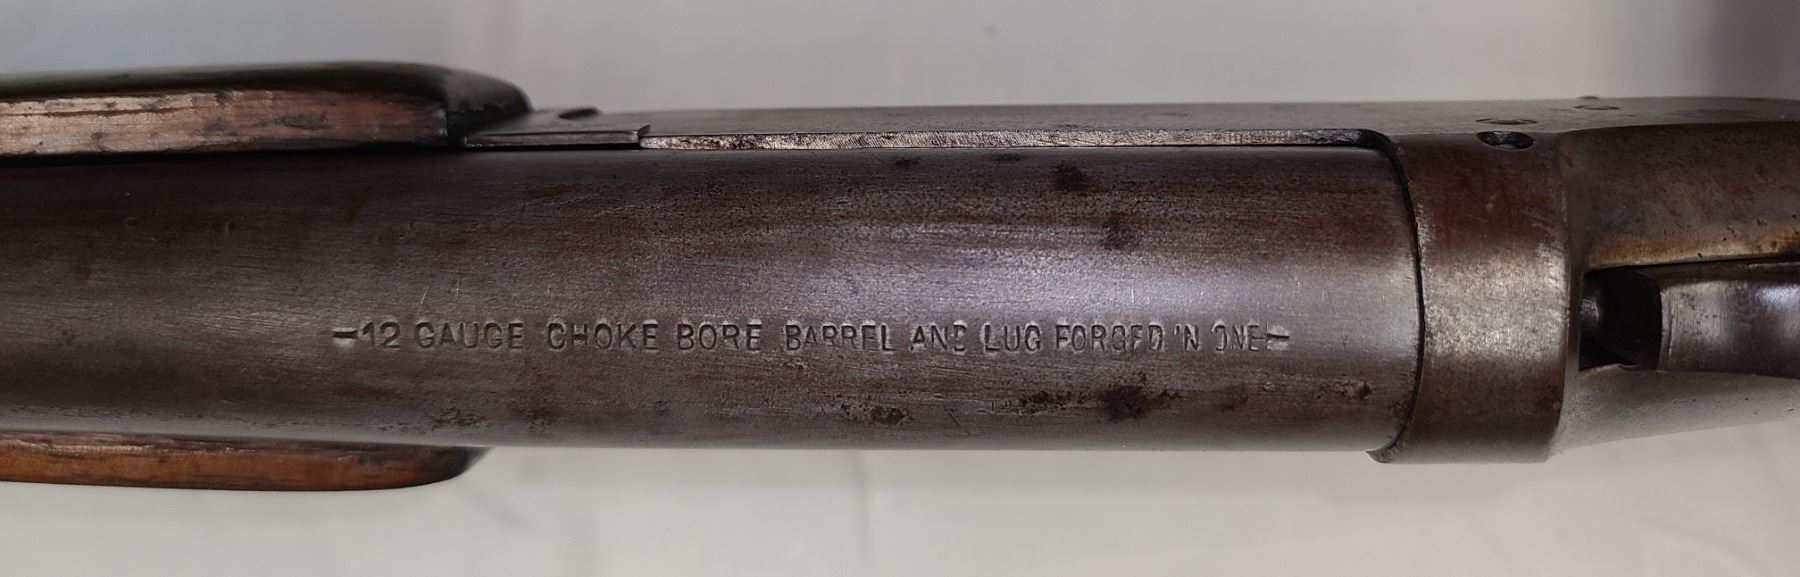 -12 GAUGE CHOKE BORE BARREL AND LUG FORGED IN ONE-